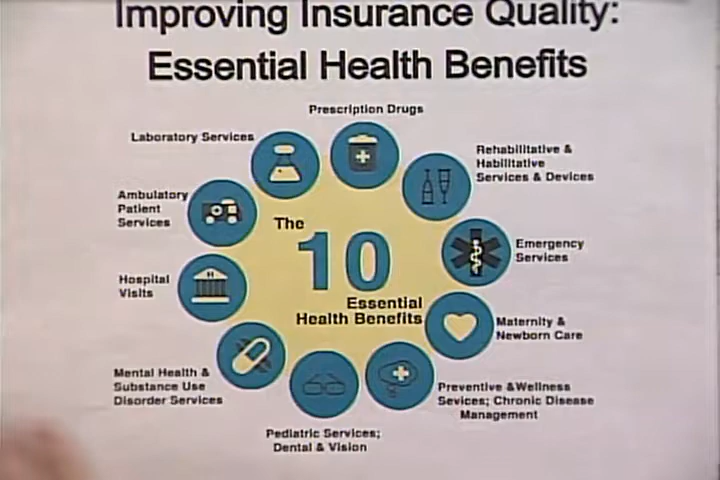 Improving Insurance Quality:
Essential Health Benefits
Prescription Drugs
Laboratory Services
Rehabilitative &
Habilitative
Services & Devices
Ambulatory
Patient
Services
The
10
Essential
Health Benefits
Emergency
Services
Hospital
Visits
H
Maternity &
Newborn Care
Mental Health &
Substance Use
Disorder Services
Preventive &Wellness
Sevices; Chronic Disease
Management
Pediatric Services;
Dental & Vision